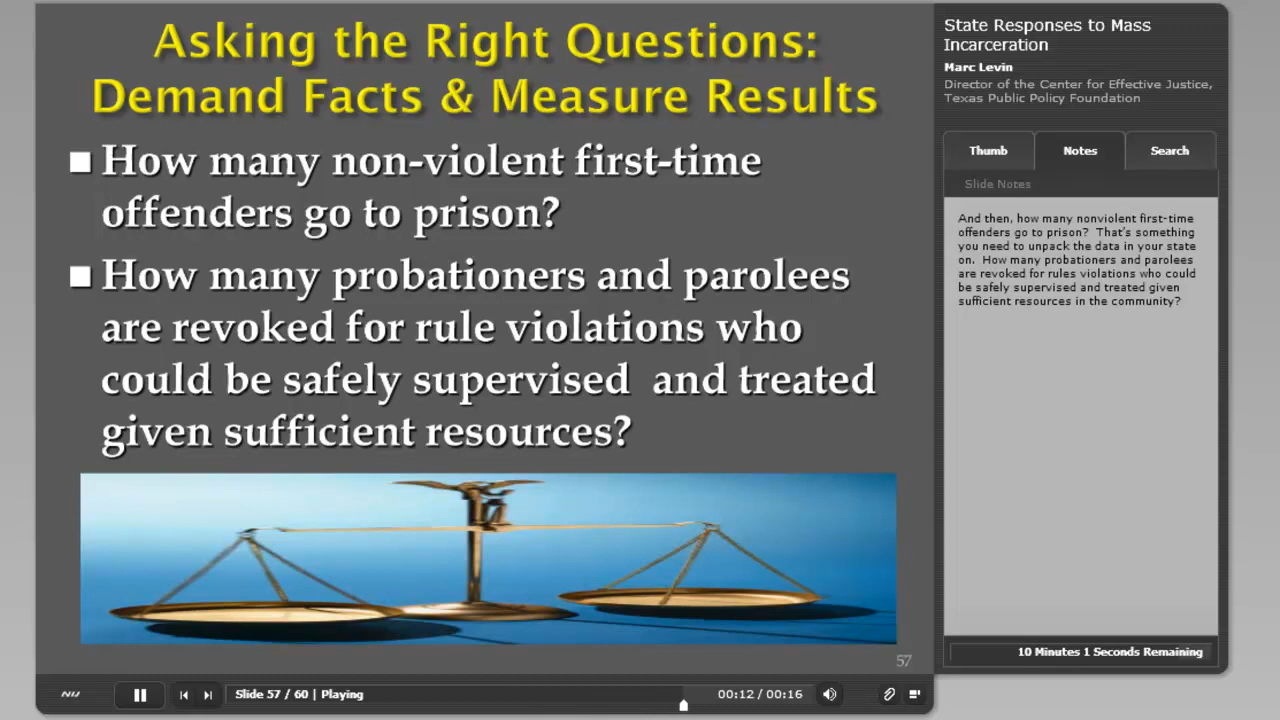 Asking the Right Questions:
Demand Facts & Measure Results
How many non-violent first-time
offenders go to prison?
How many probationers and parolees
are revoked for rule violations who
could be safely supervised and treated
given sufficient resources?
57
Slide 57 / 60 | Playing
00:12 / 00:16
State Responses to Mass
Incarceration
Marc Levin
Director of the Center for Effective Justice,
Texas Public Policy Foundation
Thumb
Notes
Search
Slide Notes
And then, how many nonviolent first-time
offenders go to prison?  That's something
you need to unpack the data in your state
on.  How many probationers and parolees
are revoked for rules violations who could
be safely supervised and treated given
sufficient resources in the community?
10 Minutes 1 Seconds Remaining